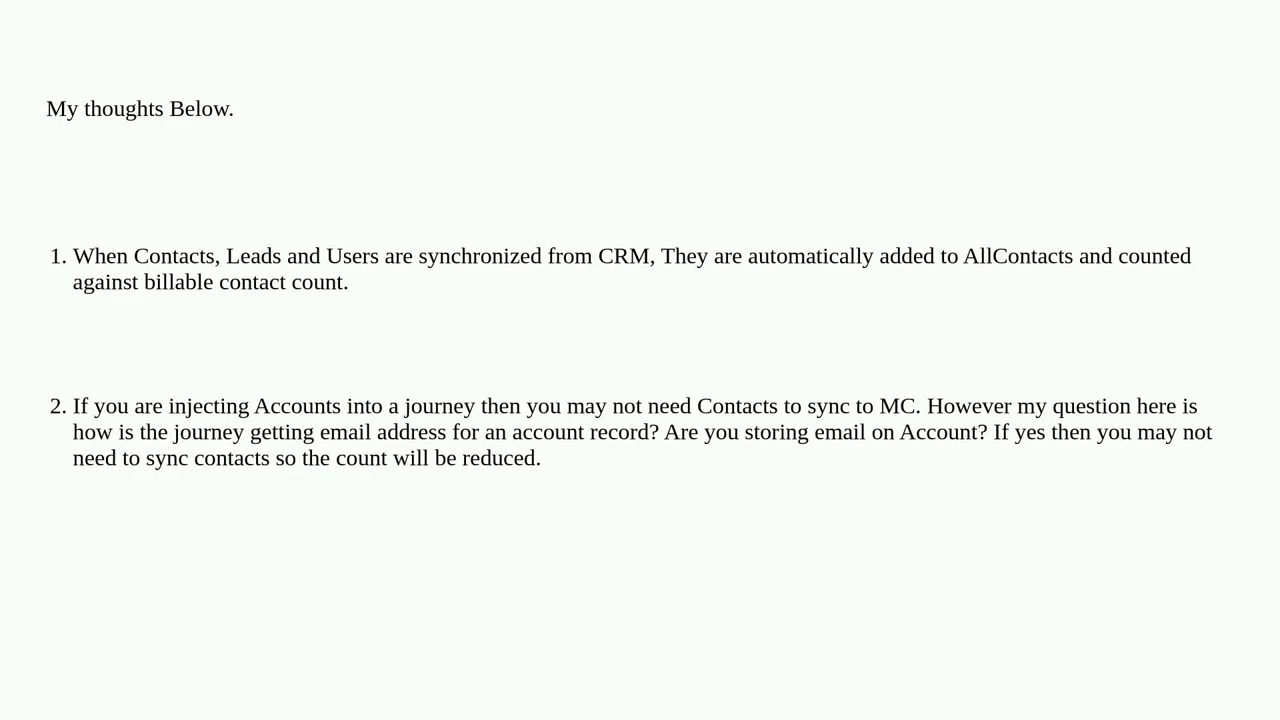 My thoughts Below.
1. When Contacts, Leads and Users are synchronized from CRM, They are automatically added to AllContacts and counted
against billable contact count.
2. If you are injecting Accounts into a journey then you may not need Contacts to sync to MC. However my question here is
how is the journey getting email address for an account record? Are you storing email on Account? If yes then you may not
need to sync contacts so the count will be reduced.